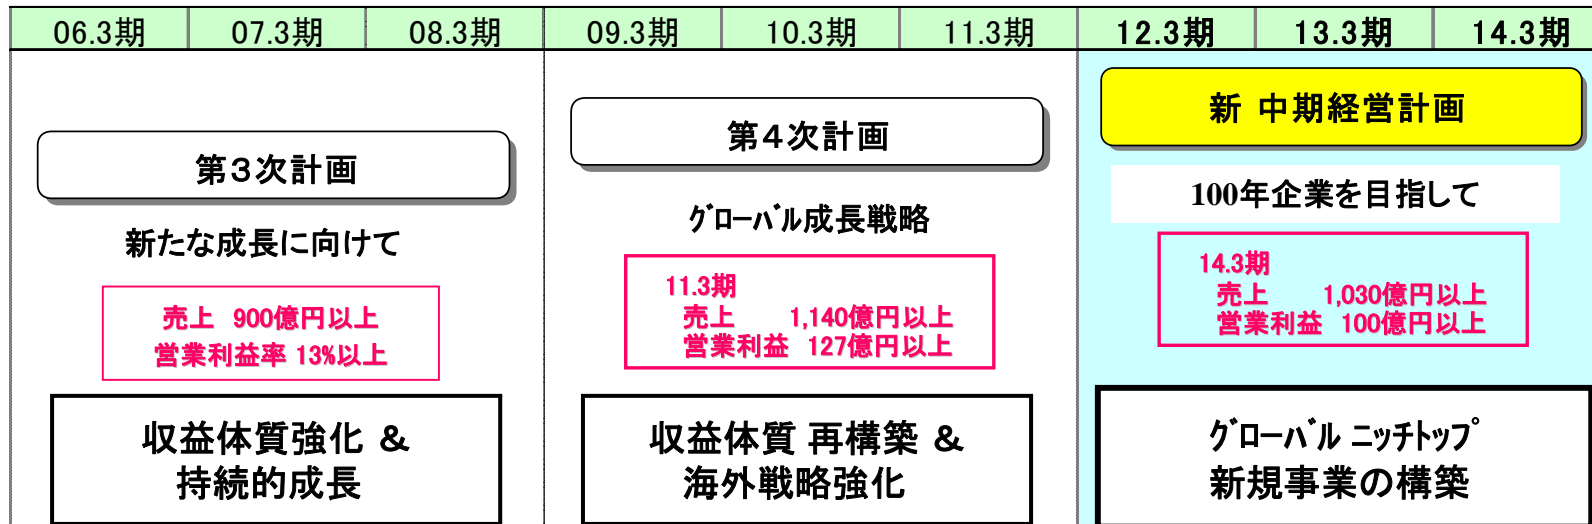 06.3期 07.3期 08.3期 09.3期 10.3期 11.3期 12.3期 13.3期 14.3期
第３次計画
新たな成長に向けて
売上 900億円以上
営業利益率 13%以上
収益体質強化 ＆
持続的成長
第４次計画
ｸﾞﾛｰﾊﾞﾙ成長戦略
11.3期
売上 1,140億円以上
営業利益 127億円以上
収益体質 再構築 ＆
海外戦略強化
新 中期経営計画
100年企業を目指して
14.3期
売上 1,030億円以上
営業利益 100億円以上
ｸﾞﾛｰﾊﾞﾙ ﾆｯﾁﾄｯﾌﾟ
新規事業の構築